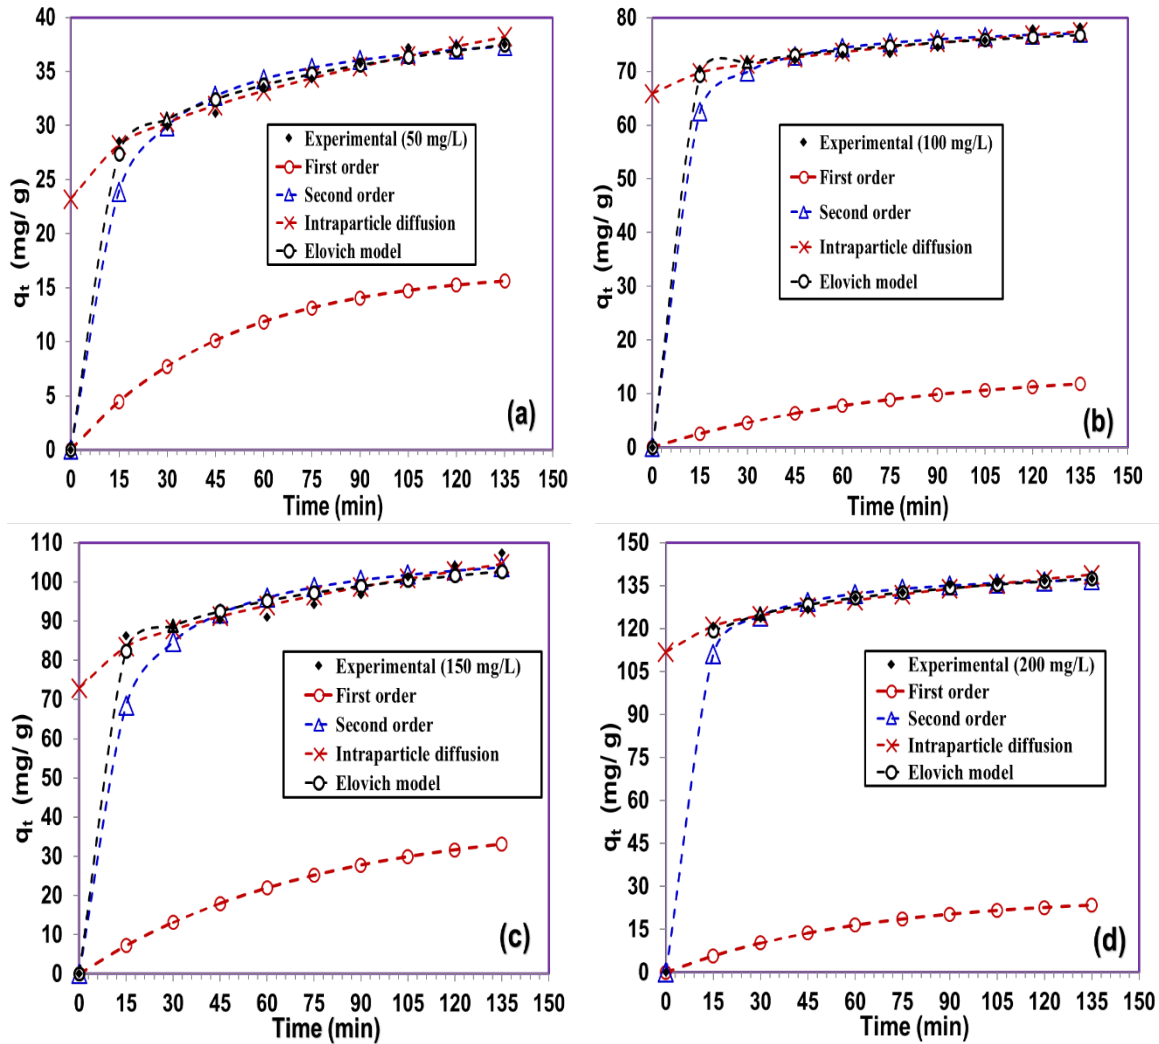 40
35
30
25
20
15
10
5
0
qt (mg/ g)
Experimental (50 mg/L)
First order
Second order
Intraparticle diffusion
Elovich model
(a)
0 15 30 45 60 75 90 105 120 135 150
Time (min)
80
70
60
50
40
30
20
10
0
qt (mg/ g)
Experimental (100 mg/L)
First order
Second order
Intraparticle diffusion
Elovich model
(b)
0 15 30 45 60 75 90 105 120 135 150
Time (min)
110
100
90
80
70
60
50
40
30
20
10
0
qt (mg/ g)
Experimental (150 mg/L)
First order
Second order
Intraparticle diffusion
Elovich model
(c)
0 15 30 45 60 75 90 105 120 135 150
Time (min)
150
135
120
105
90
75
60
45
30
15
0
qt (mg/ g)
Experimental (200 mg/L)
First order
Second order
Intraparticle diffusion
Elovich model
(d)
0 15 30 45 60 75 90 105 120 135 150
Time (min)